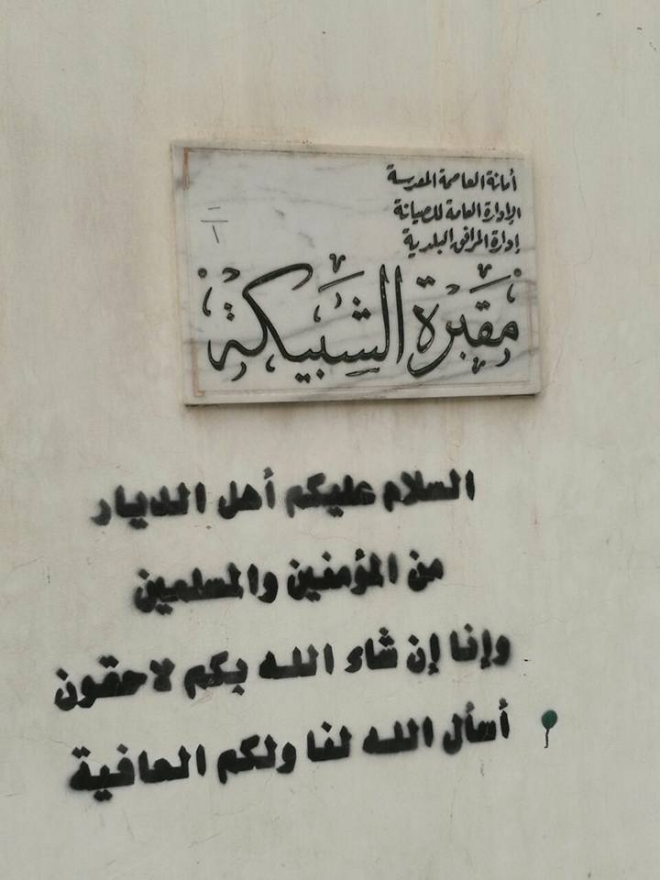 أمانة العاصمة المقدسة
الإدارة العامة للصيانة
إدارة المرافق البلدية
مقبرة الشبيكة
السلام عليكم أهل الديار
من المؤمنين والمسلمين
وإنا إن شاء الله بكم لاحقون
أسأل الله لنا ولكم العافية